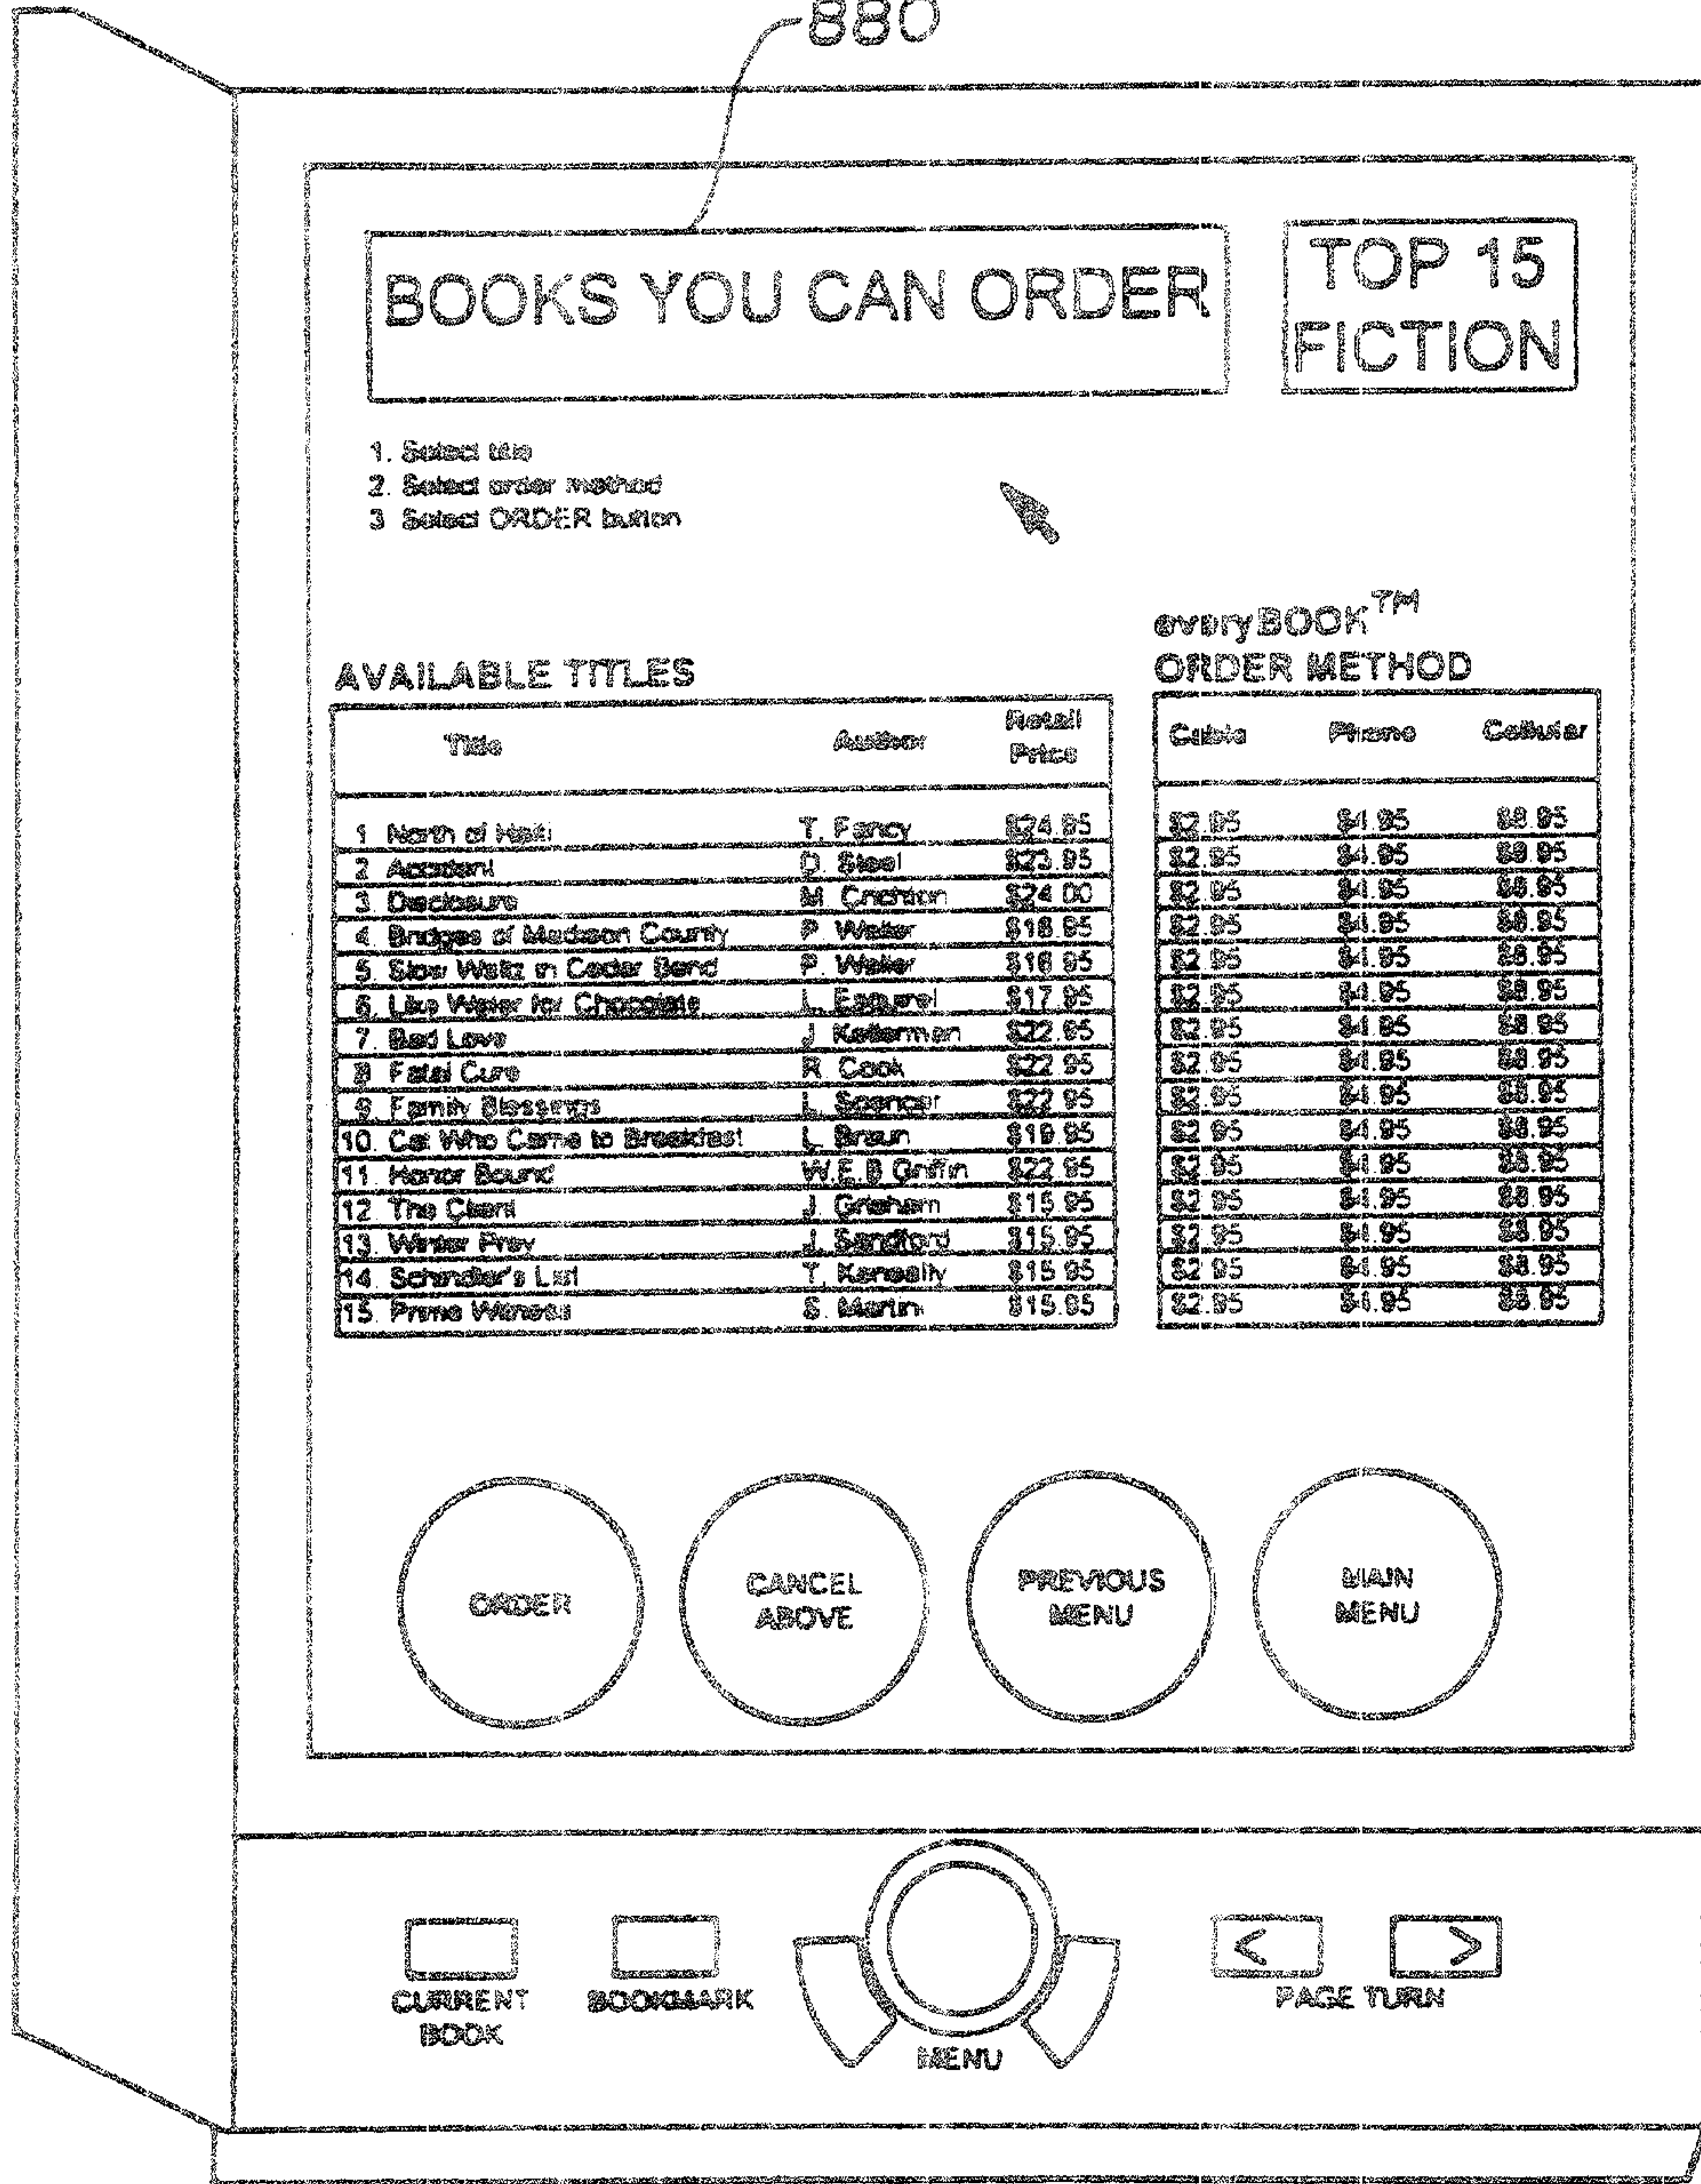 880
BOOKS YOU CAN ORDER
TOP 15
FICTION
1. Select title
2. Select order method
3 Select ORDER button
everyBOOK™
ORDER METHOD
AVAILABLE TITLES
Title Author Retail Price Cable Phone Cellular
1 North of Haiti T. Fancy $24.95 $2.95 $4.95 $8.95
2 Accident D. Steel $23.95 $2.95 $4.95 $8.95
3. Disclosure M. Crichton $24.00 $2.95 $4.95 $8.95
4. Bridges of Madison County P. Waller $16.95 $2.95 $4.95 $8.95
5. Slow Waltz in Cedar Bend P. Waller $16.95 $2.95 $4.95 $8.95
6. Like Water for Chocolate L. Esquirel $17.95 $2.95 $4.95 $8.95
7. Bad Love J. Kellerman $22.95 $2.95 $4.95 $8.95
8 Fatal Cure R. Cook $22.95 $2.95 $4.95 $8.95
9. Family Blessings L. Spencer $22.95 $2.95 $4.95 $8.95
10. Cat Who Came to Breakfast L. Braun $19.95 $2.95 $4.95 $8.95
11. Honor Bound W.E.B Griffin $22.95 $2.95 $4.95 $8.95
12 The Client J. Grisham $15.95 $2.95 $4.95 $8.95
13. Winter Prey J. Sandford $15.95 $2.95 $4.95 $8.95
14. Schindler's List T. Keneally $15.95 $2.95 $4.95 $8.95
15. Prime Witness S. Martin $15.95 $2.95 $4.95 $8.95
ORDER
CANCEL
ABOVE
PREVIOUS
MENU
MAIN
MENU
< >
CURRENT
BOOK
BOOKMARK
MENU
PAGE TURN